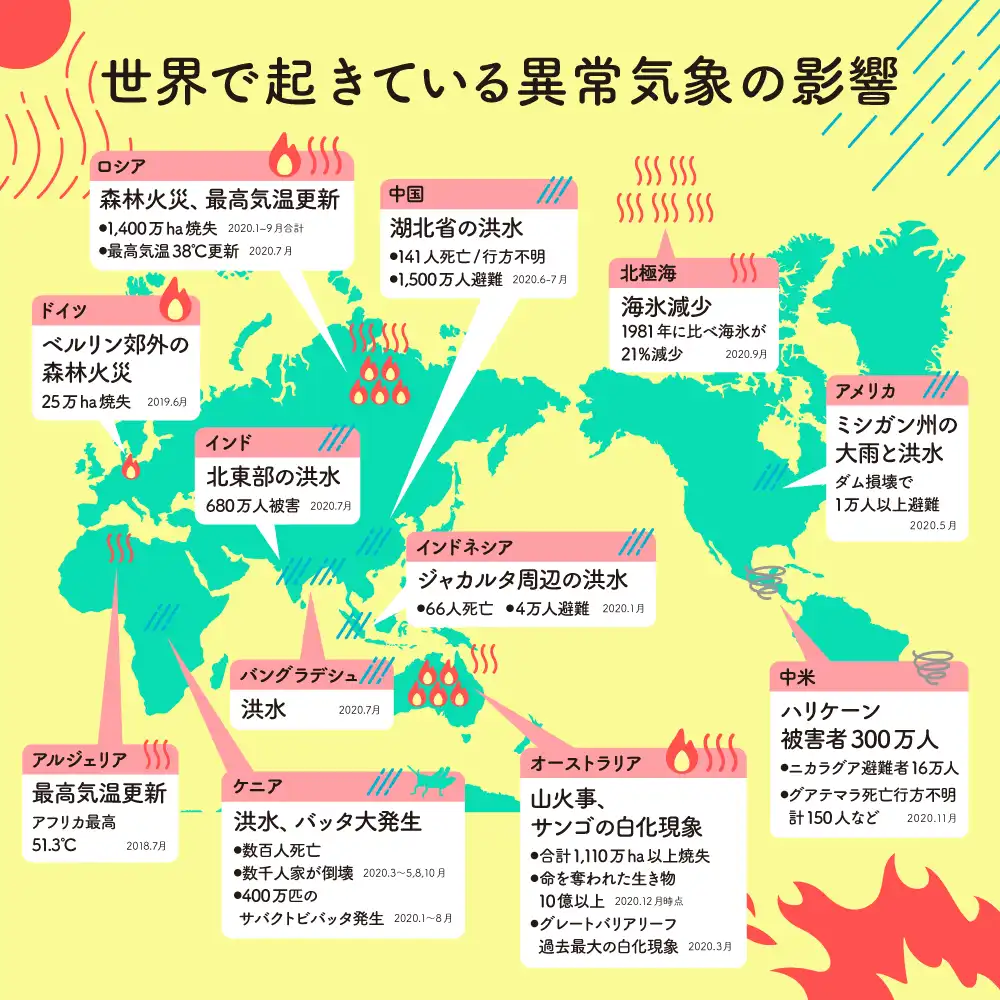 世界で起きている異常気象の影響
ロシア
森林火災、最高気温更新
●1,400万ha焼失 2020.1-9月合計
●最高気温38℃更新 2020.7月
中国
湖北省の洪水
●141人死亡/行方不明
●1,500万人避難 2020.6-7月
北極海
海氷減少
1981年に比べ海氷が
21%減少 2020.9月
ドイツ
ベルリン郊外の
森林火災
25万ha焼失 2019.6月
アメリカ
ミシガン州の
大雨と洪水
ダム損壊で
1万人以上避難
2020.5月
インド
北東部の洪水
680万人被害 2020.7月
インドネシア
ジャカルタ周辺の洪水
●66人死亡 ●4万人避難 2020.1月
バングラデシュ
洪水 2020.7月
中米
ハリケーン
被害者300万人
●ニカラグア避難者16万人
●グアテマラ死亡行方不明
計150人など 2020.11月
アルジェリア
最高気温更新
アフリカ最高
51.3℃ 2018.7月
ケニア
洪水、バッタ大発生
●数百人死亡
●数千人家が倒壊 2020.3〜5,8,10月
●400万匹の
サバクトビバッタ発生 2020.1〜8月
オーストラリア
山火事、
サンゴの白化現象
●合計1,110万ha以上焼失
●命を奪われた生き物
10億以上 2020.12月時点
●グレートバリアリーフ
過去最大の白化現象 2020.3月